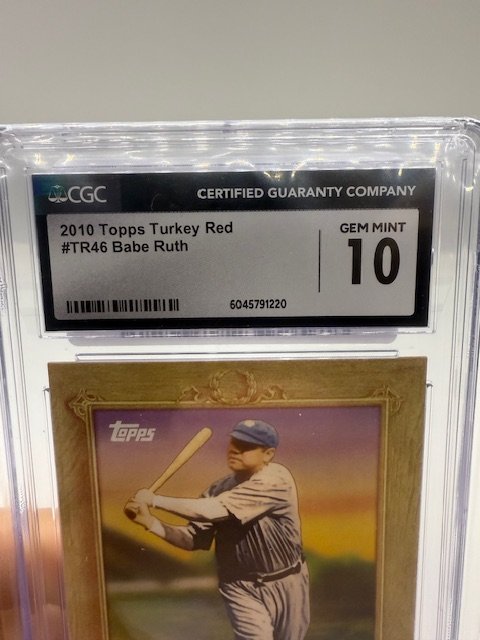 CGC
CERTIFIED GUARANTY COMPANY
2010 Topps Turkey Red
#TR46 Babe Ruth
GEM MINT
10
6045791220
Topps